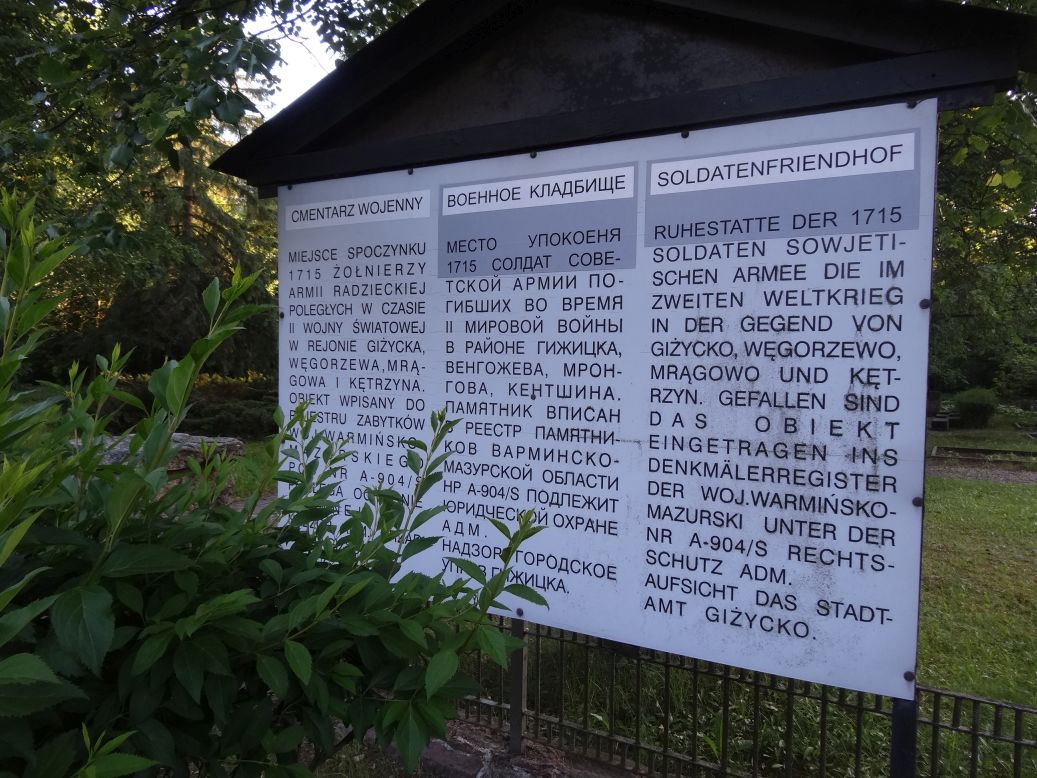 CMENTARZ WOJENNY
MIEJSCE SPOCZYNKU
1715 ŻOŁNIERZY
ARMII RADZIECKIEJ
POLEGŁYCH W CZASIE
II WOJNY ŚWIATOWEJ
W REJONIE GIŻYCKA,
WĘGORZEWA, MRĄ-
GOWA I KĘTRZYNA.
OBIEKT WPISANY DO
ZABYTKÓW
A-904/S
ВОЕННОЕ КЛАДБИЩЕ
МЕСТО УПОКОЕНЯ
1715 СОЛДАТ СОВЕ-
ТСКОЙ АРМИИ ПО-
ГИБШИХ ВО ВРЕМЯ
II МИРОВОЙ ВОЙНЫ
В РАЙОНЕ ГИЖИЦКА,
ВЕНГОЖЕВА, МРОН-
ГОВА, КЕНТШИНА.
ПАМЯТНИК ВПИСАН
РЕЕСТР ПАМЯТНИ-
КОВ ВАРМИНСКО-
МАЗУРСКОЙ ОБЛАСТИ
НР A-904/S ПОДЛЕЖИТ
ЮРИДЧЕСКОЙ ОХРАНЕ
АДМ.
НАДЗОР ГОРОДСКОЕ
ГИЖИЦКА.
SOLDATENFRIENDHOF
RUHESTATTE DER 1715
SOLDATEN SOWJETI-
SCHEN ARMEE DIE IM
ZWEITEN WELTKRIEG
IN DER GEGEND VON
GIŻYCKO, WĘGORZEWO,
MRĄGOWO UND KĘT-
RZYN. GEFALLEN SIND
DAS OBIEKT
EINGETRAGEN INS
DENKMÄLERREGISTER
DER WOJ.WARMIŃSKO-
MAZURSKI UNTER DER
NR A-904/S RECHTS-
SCHUTZ ADM.
AUFSICHT DAS STADT-
AMT GIŻYCKO.